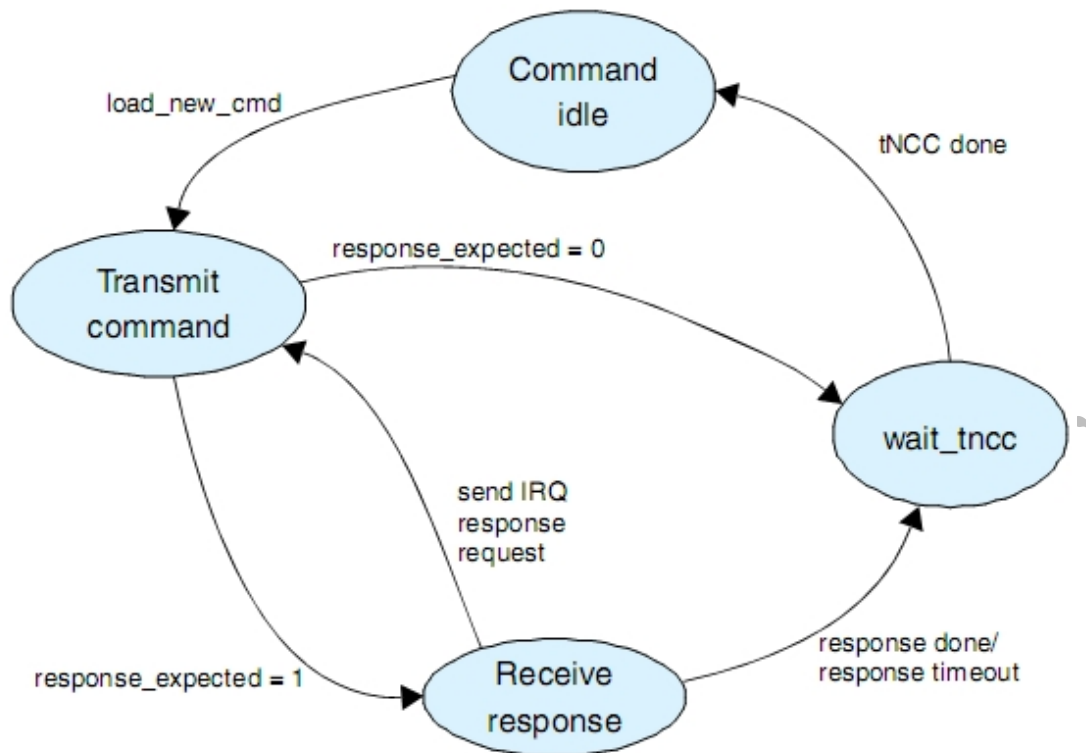 Command
idle
load_new_cmd
tNCC done
response_expected = 0
Transmit
command
wait_tncc
send IRQ
response
request
response done/
response timeout
response_expected = 1
Receive
response